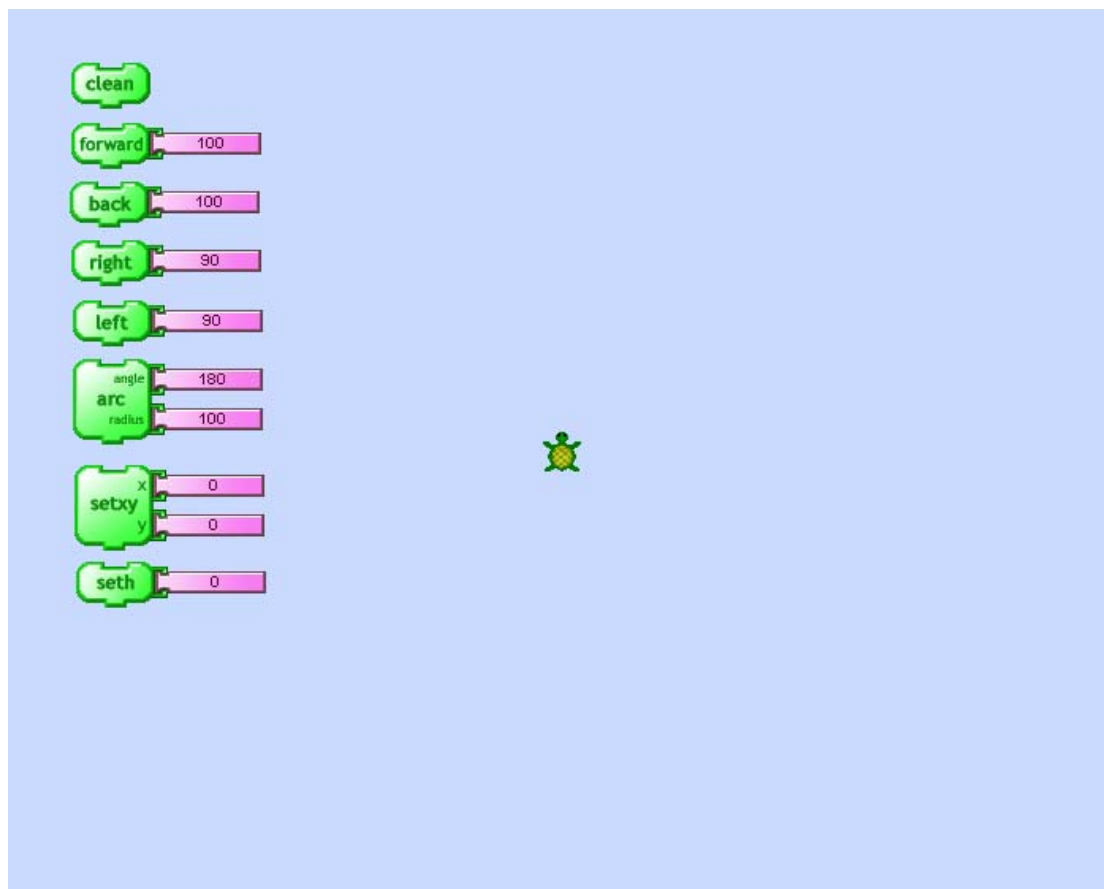 clean
forward 100
back 100
right 90
left 90
angle 180
arc
radius 100
x 0
setxy
y 0
seth 0